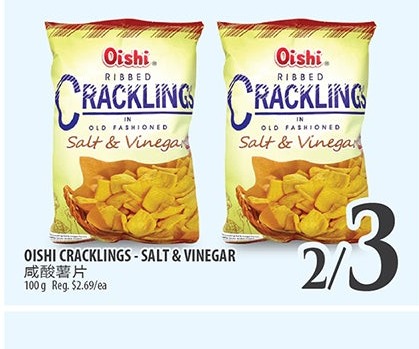 Oishi®
RIBBED
CRACKLINGS
IN
OLD FASHIONED
Salt & Vinegar
Oishi®
RIBBED
CRACKLINGS
IN
OLD FASHIONED
Salt & Vinegar
OISHI CRACKLINGS - SALT & VINEGAR
咸酸薯片
100 g Reg. $2.69/ea
2/3